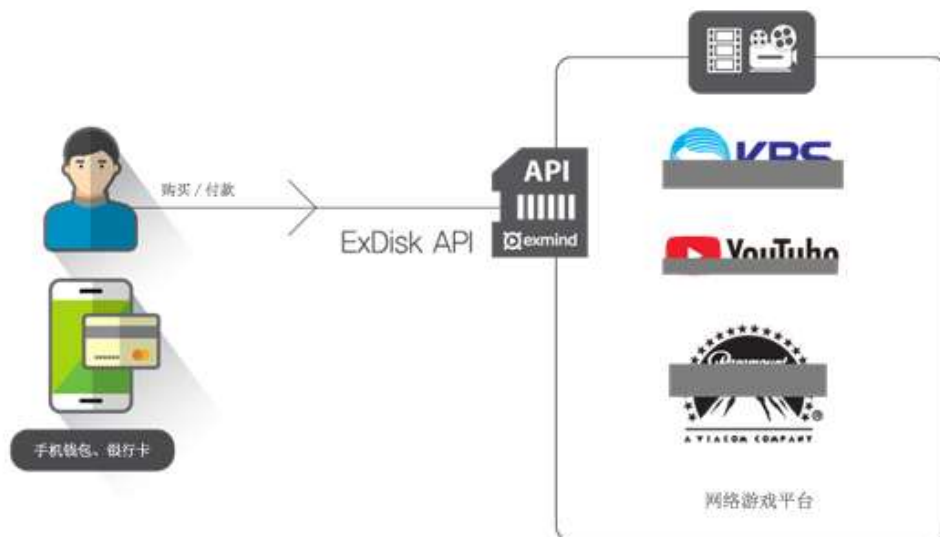 购买 / 付款
ExDisk API
API
exmind
手机钱包、银行卡
A VIACOM COMPANY
网络游戏平台